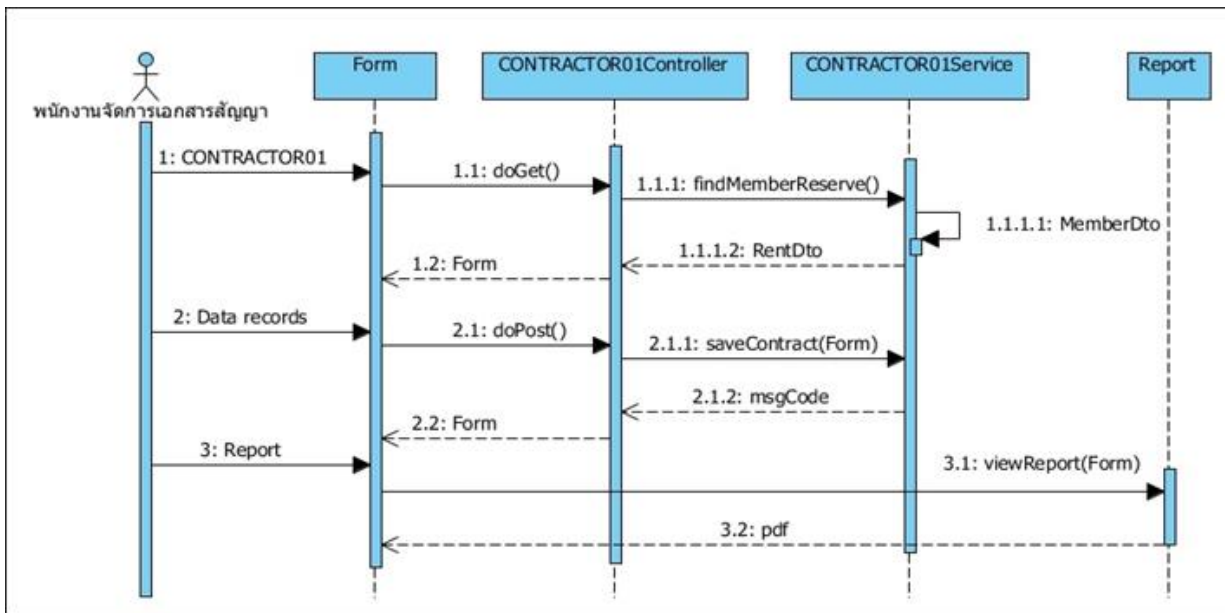 Form
CONTRACTOR01Controller
CONTRACTOR01Service
Report
พนักงานจัดการเอกสารสัญญา
1: CONTRACTOR01
1.1: doGet()
1.1.1: findMemberReserve()
1.1.1.1: MemberDto
1.1.1.2: RentDto
1.2: Form
2: Data records
2.1: doPost()
2.1.1: saveContract(Form)
2.1.2: msgCode
2.2: Form
3: Report
3.1: viewReport(Form)
3.2: pdf